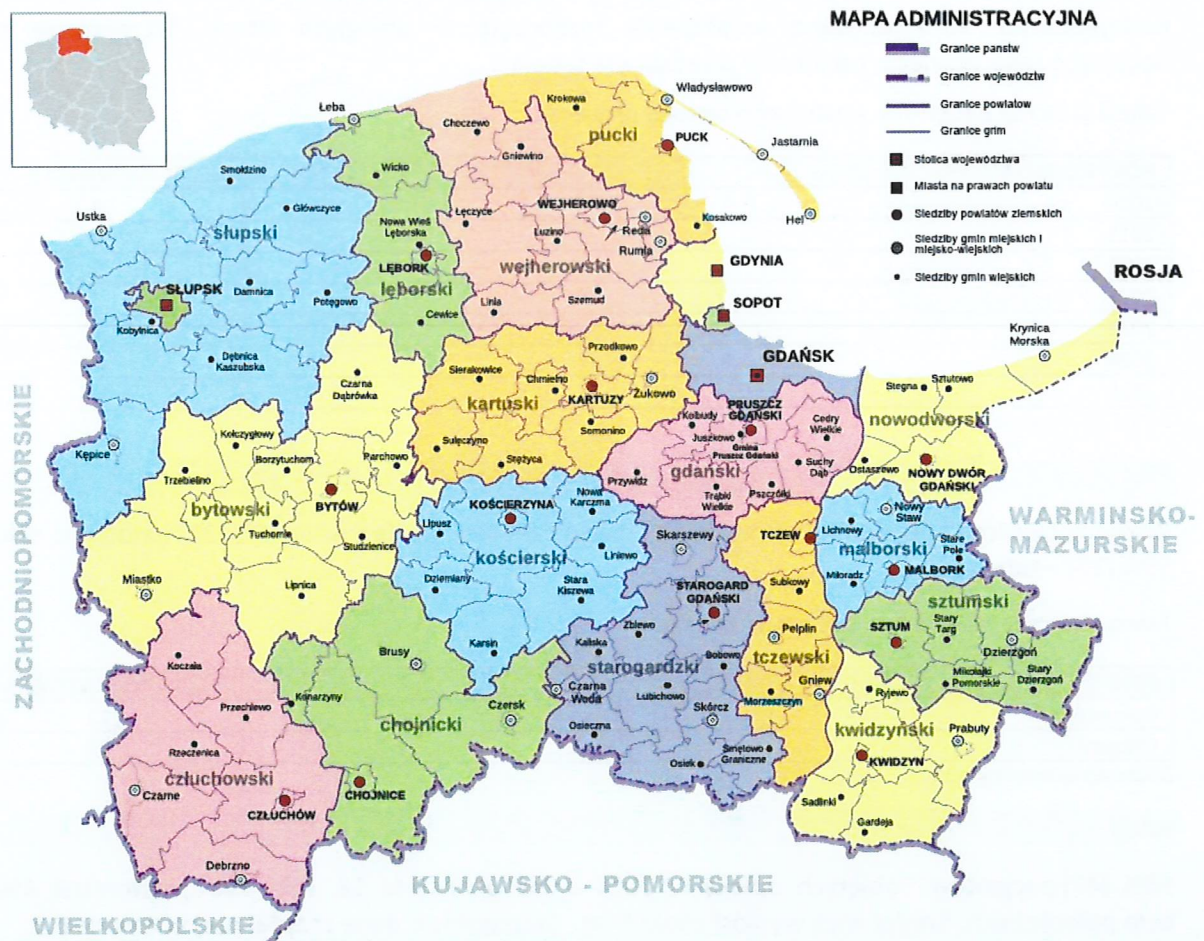 MAPA ADMINISTRACYJNA
Granice państw
Granice województw
Granice powiatów
Granice grim
Stolica województwa
Miasta na prawach powiatu
Siedziby powiatów ziemskich
Siedziby gmin miejskich i
miejsko-wiejskich
Siedziby gmin wiejskich
Władysławowo
Krokowa
Łeba
Choczewo
pucki
PUCK
Jastarnia
Gniewino
Smołdzino
Wicko
Ustka
Główczyce
Łęczyce
WEJHEROWO
Reda
Hel
Kosakowo
słupski
Nowa Wieś
Lęborska
Luzino
Rumia
LĘBORK
wejherowski
GDYNIA
ROSJA
SŁUPSK
Damnica
Potęgowo
lęborski
Linia
Szemud
SOPOT
Kobylnica
Cewice
Krynica
Morska
Dębnica
Kaszubska
Przodkowo
GDAŃSK
Czarna
Dąbrówka
Sierakowice
Chmielno
Żukowo
Stegna
Sztutowo
kartuski
KARTUZY
PRUSZCZ
GDAŃSKI
nowodworski
Kolbudy
Cedry
Wielkie
Kołczygłowy
Sulęczyno
Somonino
Juszkowo
Gmina
Pruszcz Gdański
Kępice
Borzytuchom
Parchowo
Stężyca
gdański
Suchy
Dąb
Ostaszewo
NOWY DWÓR
GDAŃSKI
Trzebielino
Przywidz
Trąbki
Wielkie
Pszczółki
bytowski
BYTÓW
KOŚCIERZYNA
Nowa
Karczma
Nowy
Staw
Tuchomie
Lipusz
TCZEW
Lichnowy
WARMINSKO-
MAZURSKIE
Studzienice
kościerski
Liniewo
Skarszewy
malborski
Stare
Pole
Miastko
Lipnica
Dziemiany
Stara
Kiszewa
STAROGARD
GDAŃSKI
Subkowy
Miłoradz
MALBORK
sztumski
Zblewo
Pelplin
SZTUM
Stary
Targ
Dzierzgoń
Koczała
Brusy
Karsin
Kaliska
starogardzki
Bobowo
tczewski
Mikołajki
Pomorskie
Stary
Dzierzgoń
Konarzyny
Czarna
Woda
Lubichowo
Gniew
Ryjewo
Przechlewo
chojnicki
Czersk
Skórcz
Morzeszczyn
Osieczna
kwidzyński
Prabuty
Rzeczenica
Smętowo
Graniczne
człuchowski
Osiek
KWIDZYN
Czarne
CHOJNICE
CZŁUCHÓW
Sadlinki
Gardeja
Debrzno
ZACHODNIOPOMORSKIE
KUJAWSKO - POMORSKIE
WIELKOPOLSKIE